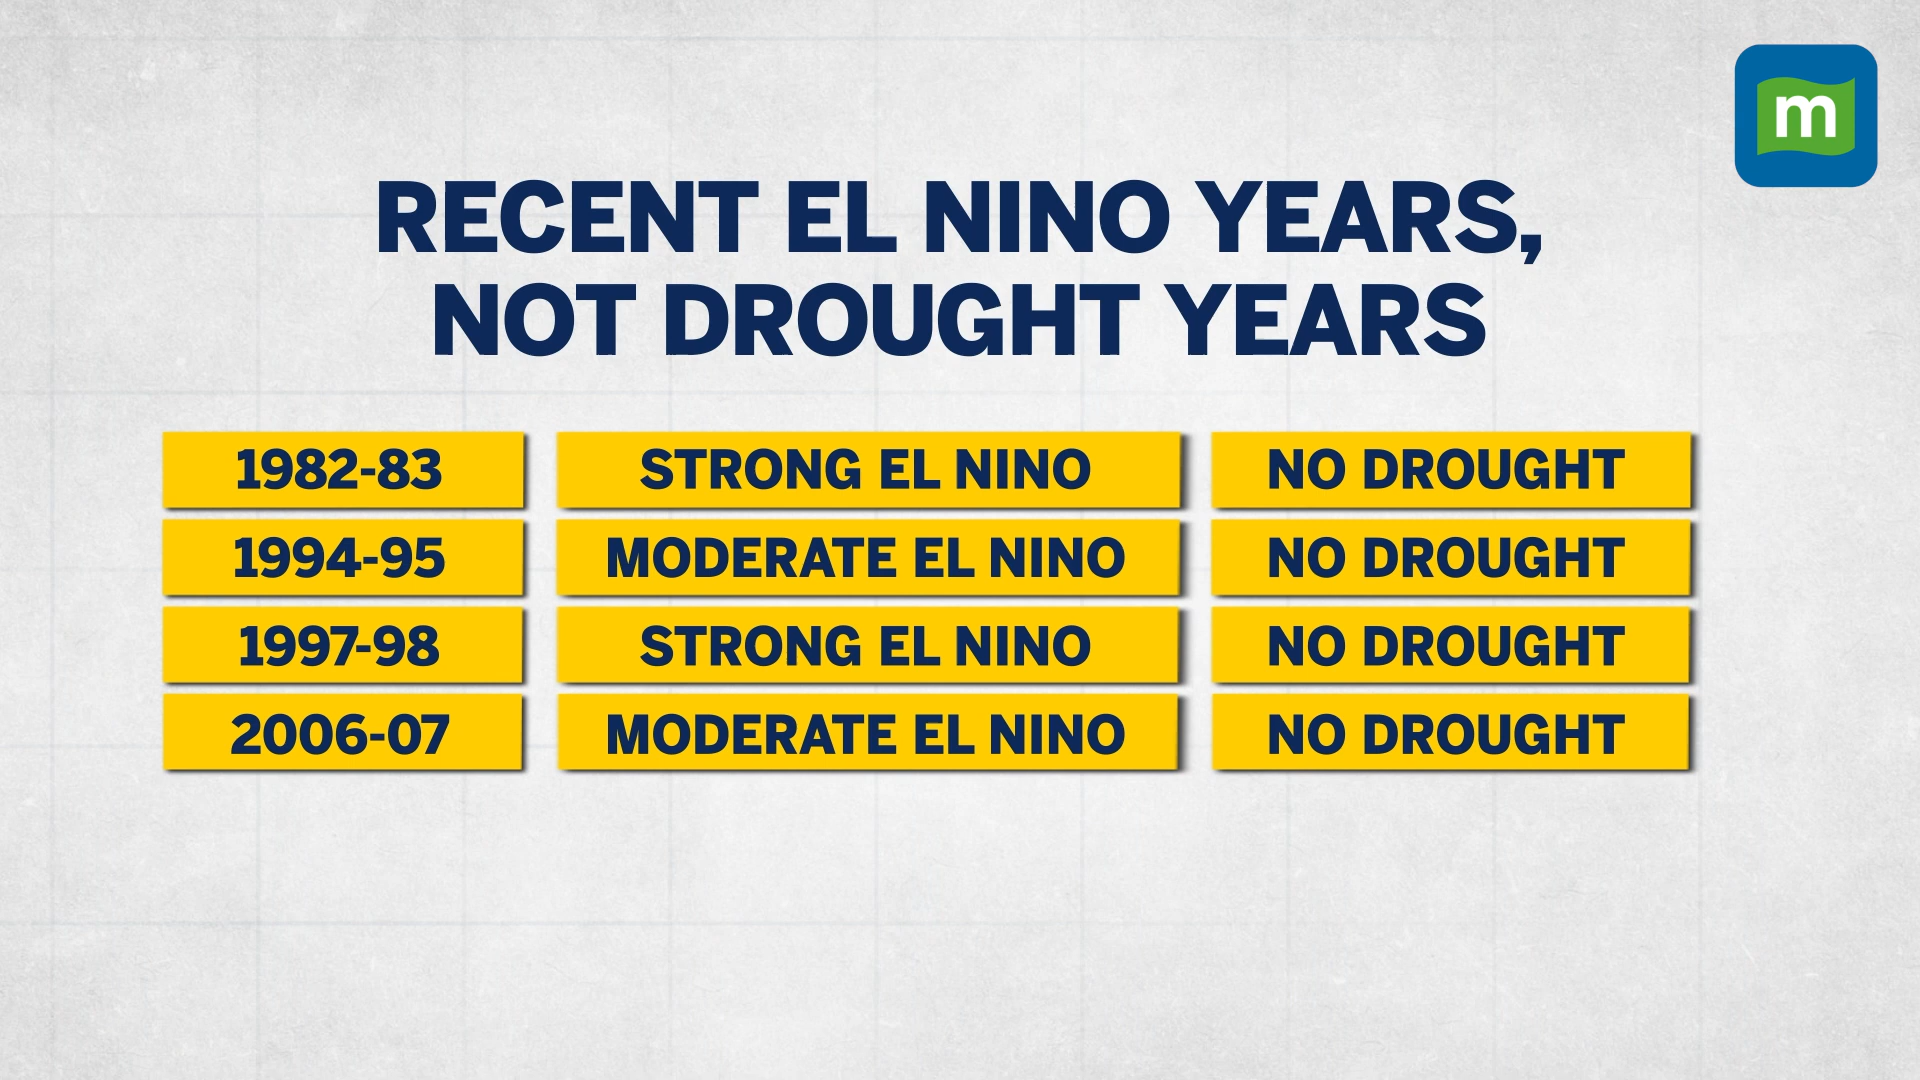 m
RECENT EL NINO YEARS,
NOT DROUGHT YEARS
1982-83 STRONG EL NINO NO DROUGHT
1994-95 MODERATE EL NINO NO DROUGHT
1997-98 STRONG EL NINO NO DROUGHT
2006-07 MODERATE EL NINO NO DROUGHT